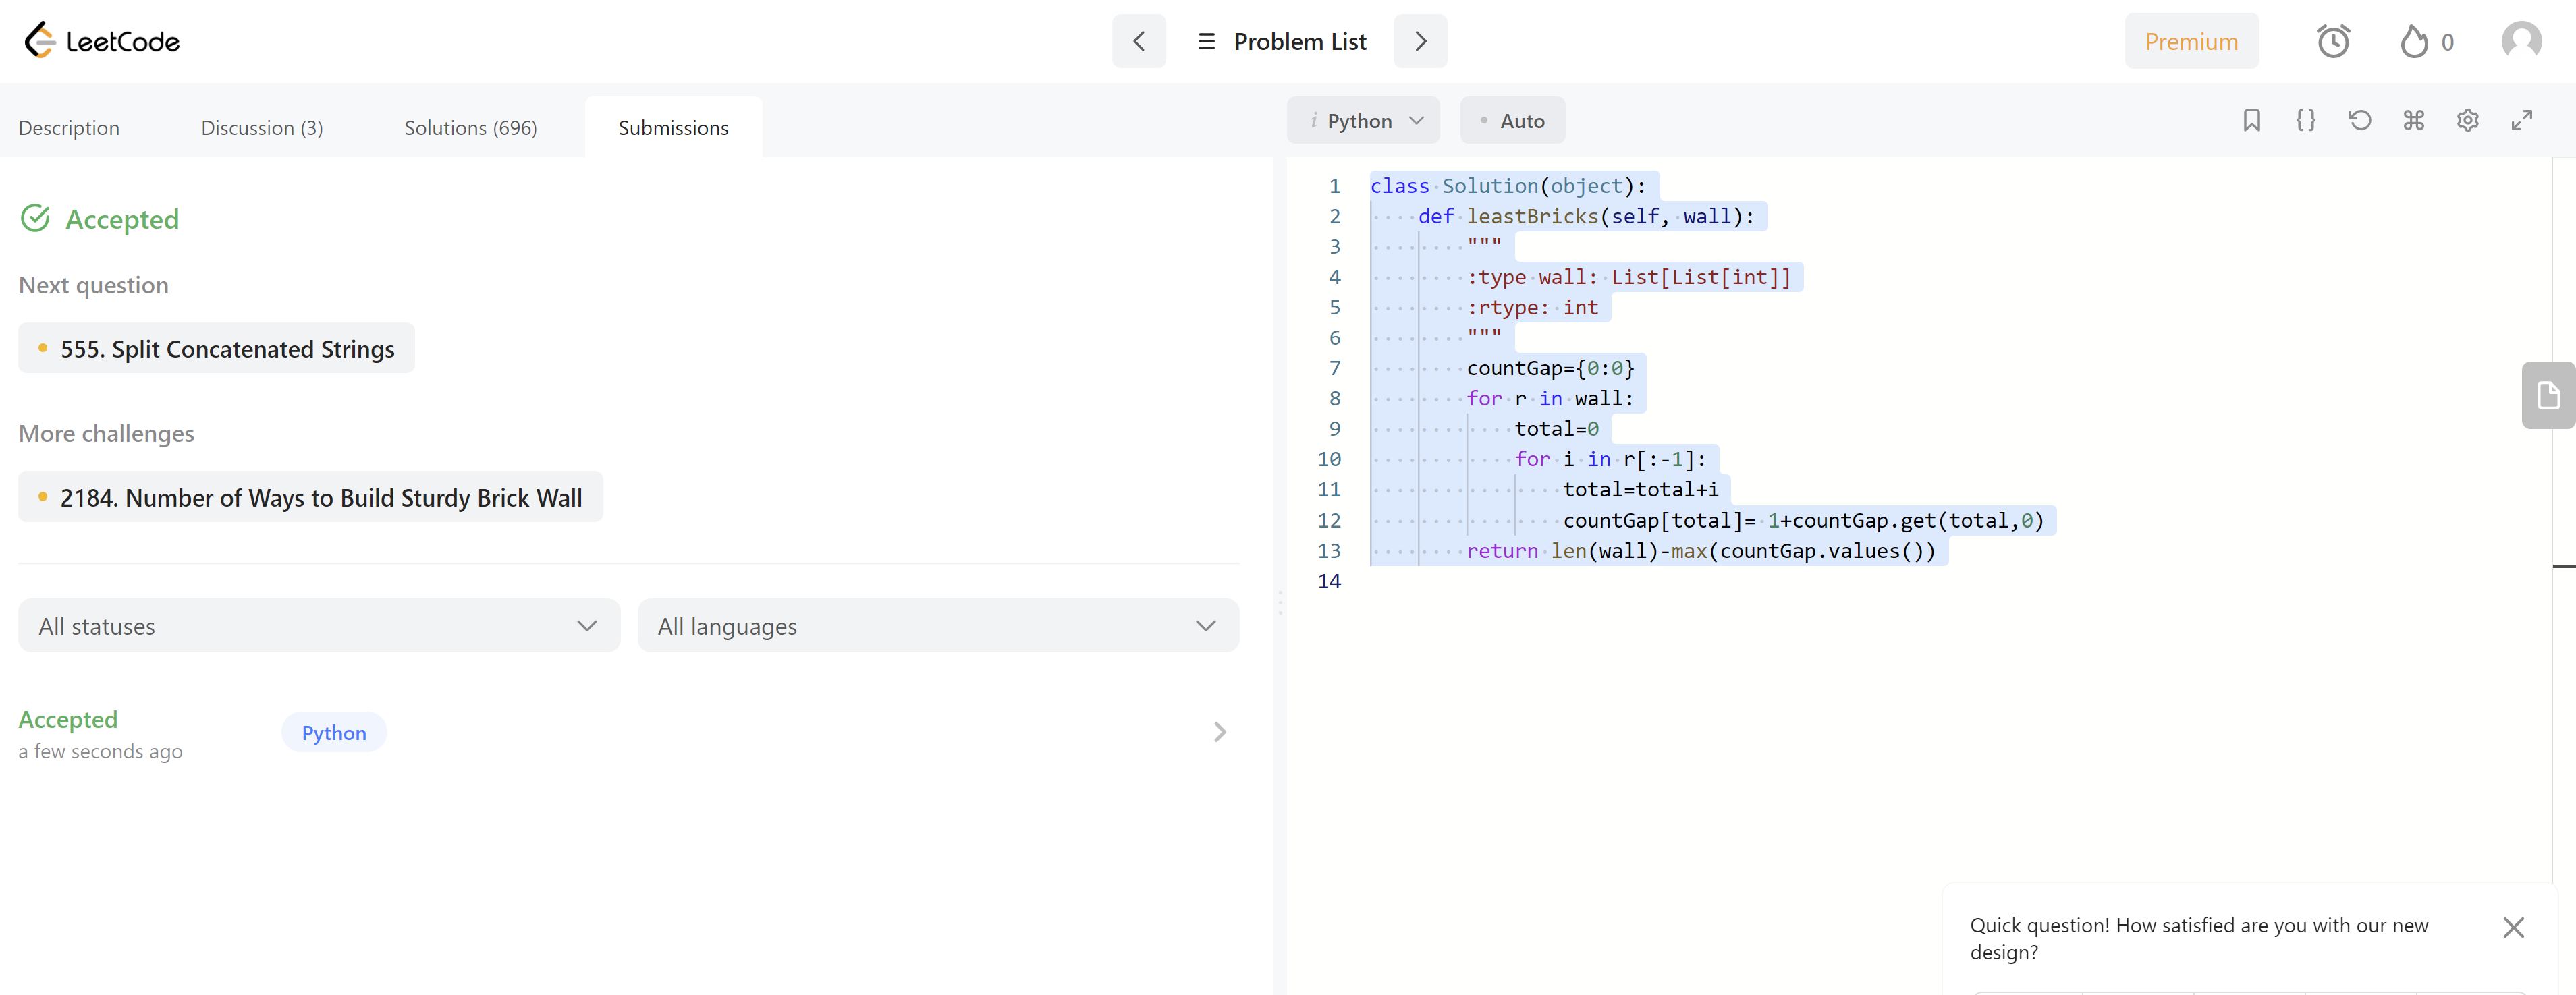 LeetCode
Problem List
Premium
0
Description
Discussion (3)
Solutions (696)
Submissions
i Python
Auto
Accepted
Next question
555. Split Concatenated Strings
More challenges
2184. Number of Ways to Build Sturdy Brick Wall
All statuses
All languages
Accepted
a few seconds ago
Python
1 class Solution(object):
2     def leastBricks(self, wall):
3         """
4         :type wall: List[List[int]]
5         :rtype: int
6         """
7         countGap={0:0}
8         for r in wall:
9             total=0
10             for i in r[:-1]:
11                 total=total+i
12                 countGap[total]= 1+countGap.get(total,0)
13         return len(wall)-max(countGap.values())
14
Quick question! How satisfied are you with our new
design?